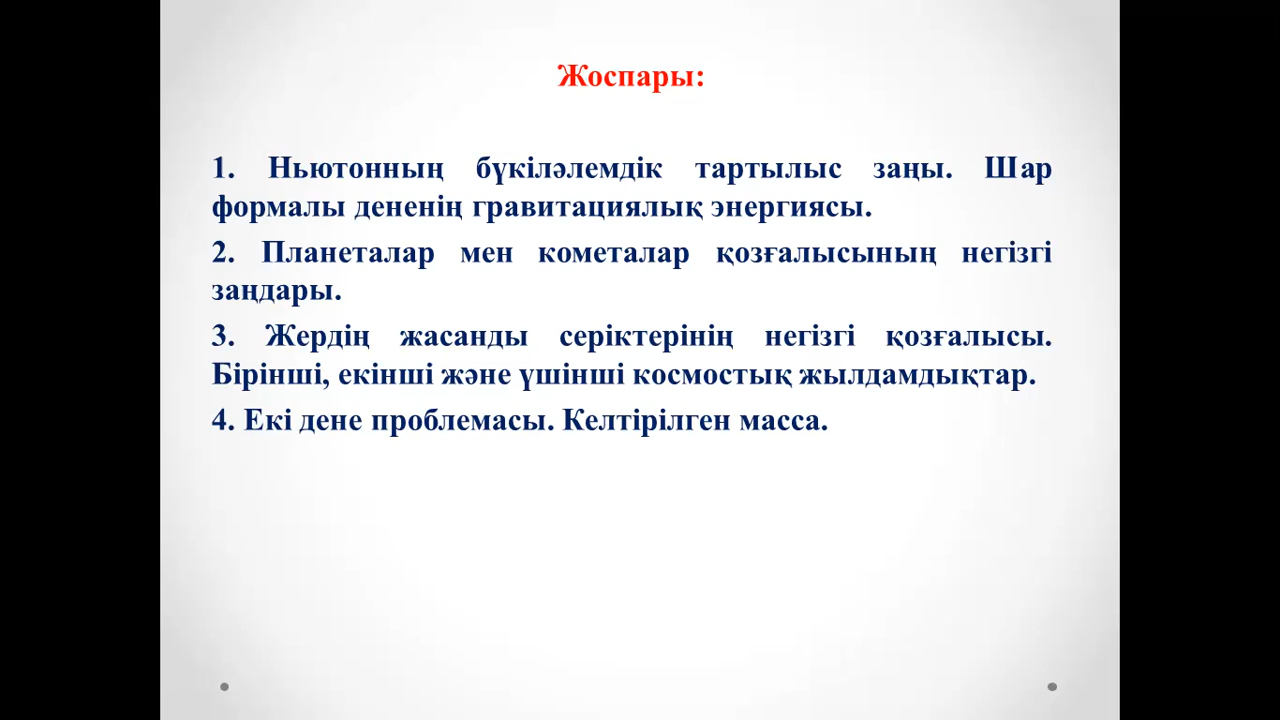 Жоспары:
1. Ньютонның бүкіләлемдік тартылыс заңы. Шар
формалы дененің гравитациялық энергиясы.
2. Планеталар мен кометалар қозғалысының негізгі
заңдары.
3. Жердің жасанды серіктерінің негізгі қозғалысы.
Бірінші, екінші және үшінші космостық жылдамдықтар.
4. Екі дене проблемасы. Келтірілген масса.